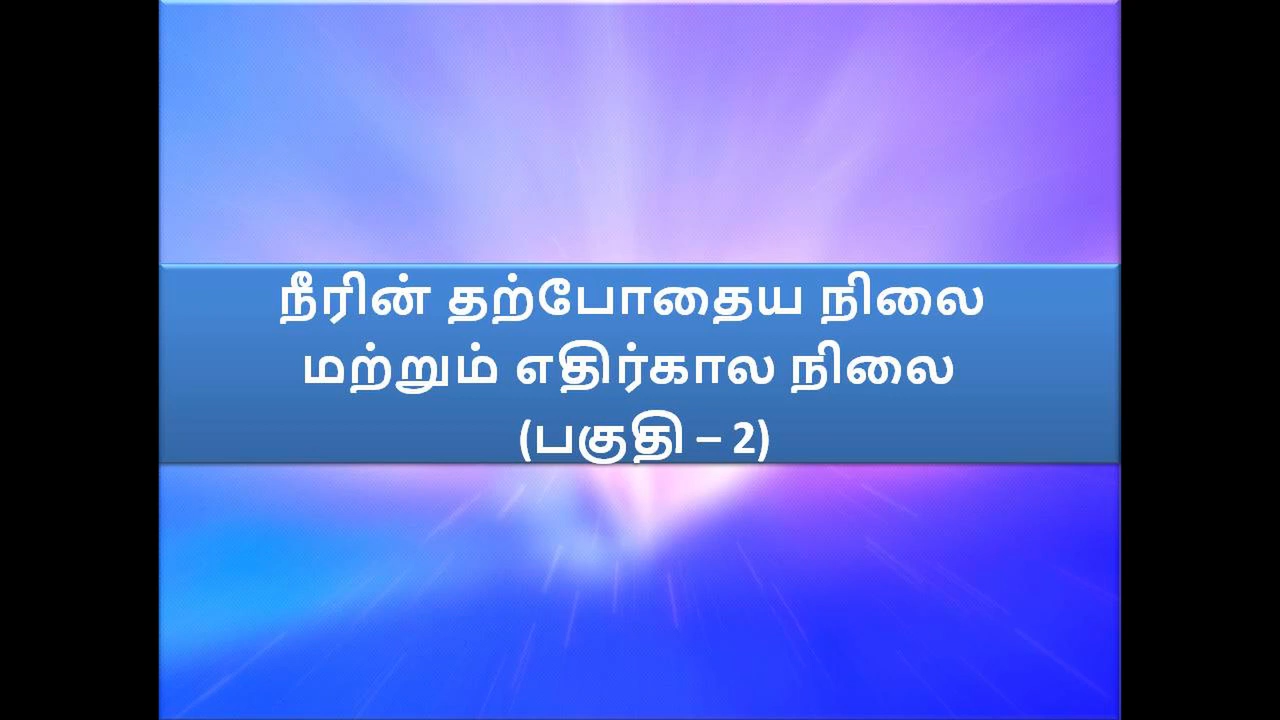 நீரின் தற்போதைய நிலை
மற்றும் எதிர்கால நிலை
(பகுதி – 2)